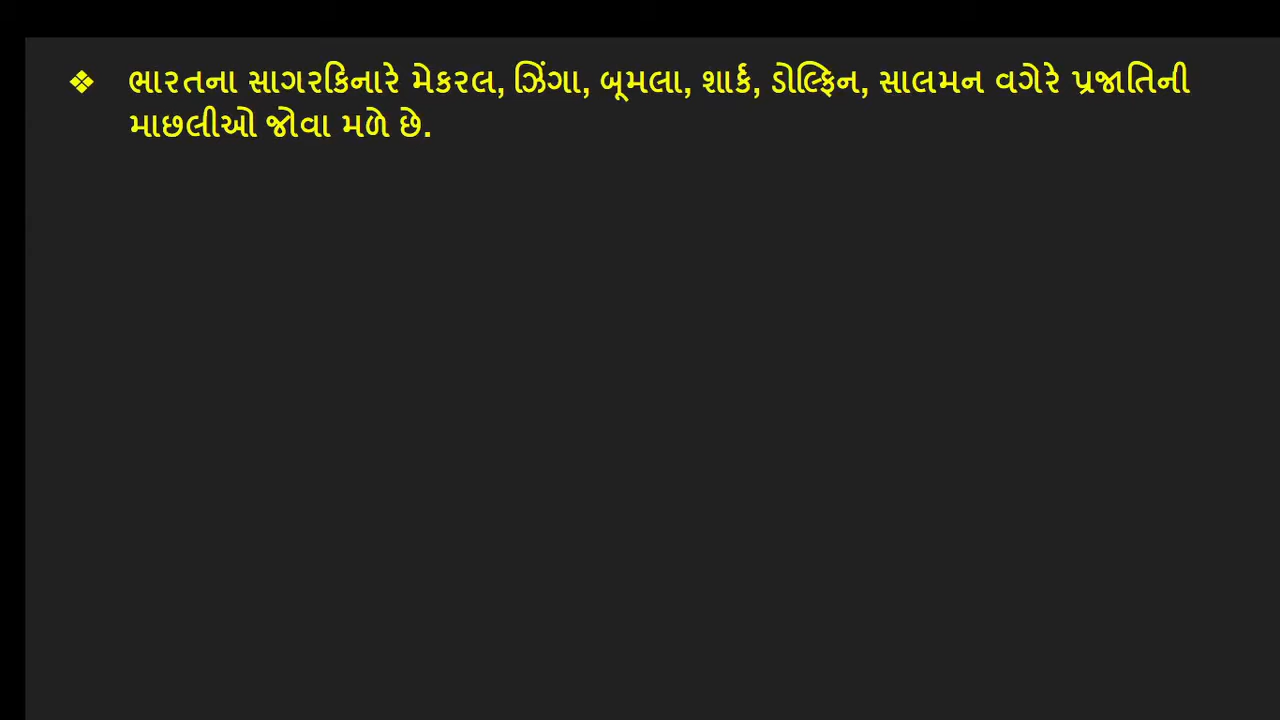 ❖ ભારતના સાગરકિનારે મેકરલ, ઝિંગા, બૂમલા, શાર્ક, ડોલ્ફિન, સાલમન વગેરે પ્રજાતિની
માછલીઓ જોવા મળે છે.